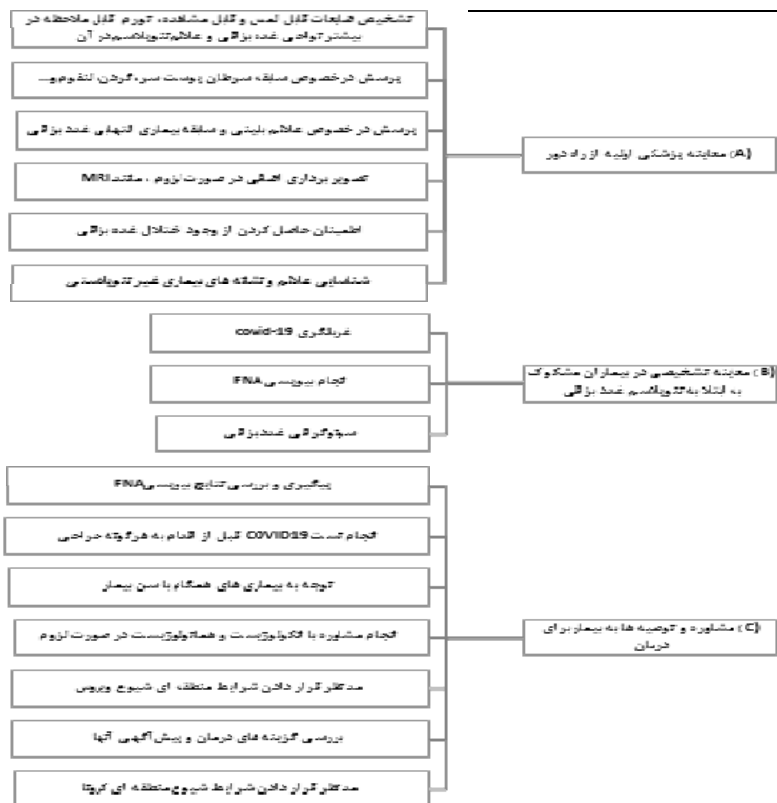 A) معاینه پزشکی اولیه از راه دور
تشخیص ضایعات قابل لمس و قابل مشاهده، تورم قابل ملاحظه در
بیشتر نواحی غده بزاقی و علائم نئوپلاسم در آن
پرسش در خصوص سابقه سرطان پوست سر، گردن، لنفوم و...
پرسش در خصوص علائم بالینی و سابقه بیماری التهابی غدد بزاقی
تصویر برداری اضافی در صورت لزوم ، مانند MRI
اطمینان حاصل کردن از وجود اختلال غده بزاقی
شناسایی علائم و نشانه های بیماری غیر نئوپلاستی
B) معاینه تشخیصی در بیماران مشکوک
به ابتلا به نئوپلاسم غدد بزاقی
غربالگری covid-19
انجام بیوپسی FNA
سونوگرافی غدد بزاقی
C) مشاوره و توصیه ها به بیمار برای
درمان
پیگیری و بررسی نتایج بیوپسی FNA
انجام تست COVID19 قبل از اقدام به هرگونه جراحی
توجه به بیماری های همگام با سن بیمار
انجام مشاوره با انکولوژیست و هماتولوژیست در صورت لزوم
مدنظر قرار دادن شرایط منطقه ای شیوع ویروس
بررسی گزینه های درمان و پیش آگهی آنها
مدنظر قرار دادن شرایط شیوع منطقه ای کرونا